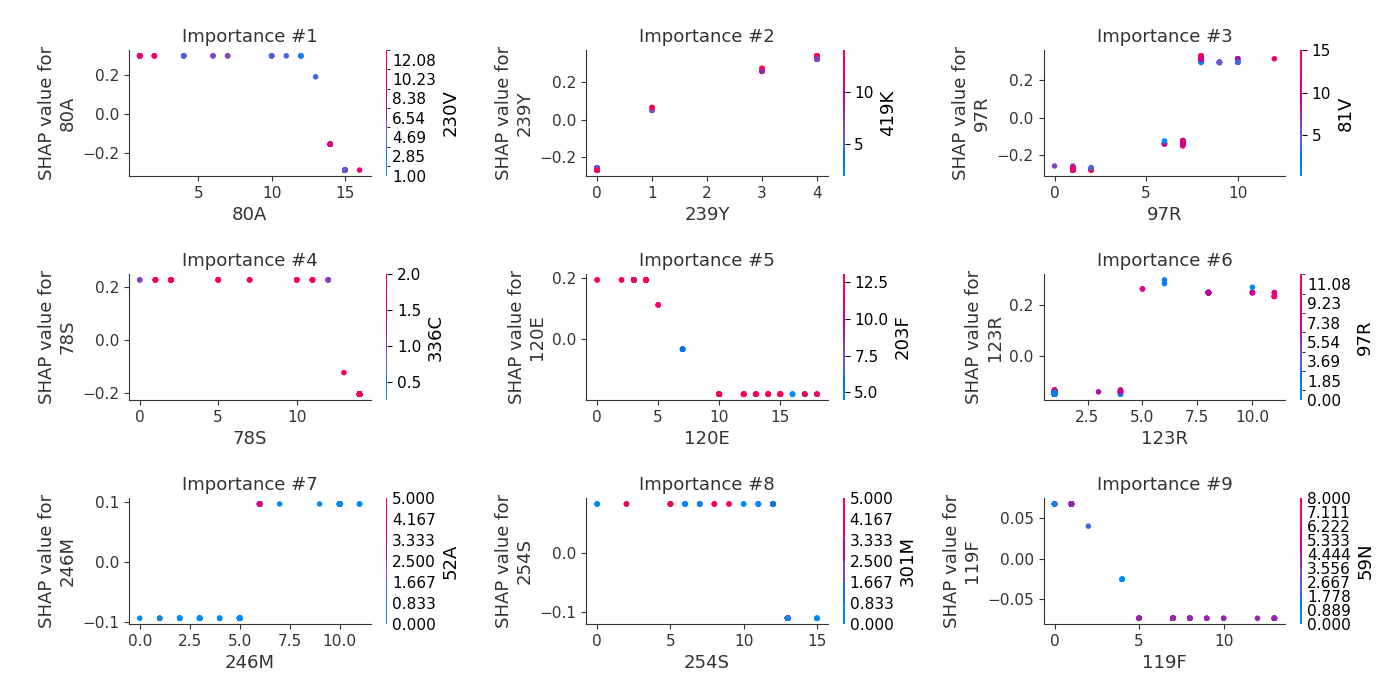 Importance #1
SHAP value for
80A
0.2
0.0
−0.2
5
10
15
80A
12.08
10.23
8.38
6.54
4.69
2.85
1.00
230V
Importance #2
SHAP value for
239Y
0.2
0.0
−0.2
0
1
2
3
4
239Y
10
5
419K
Importance #3
SHAP value for
97R
0.2
0.0
−0.2
0
5
10
97R
15
10
5
81V
Importance #4
SHAP value for
78S
0.2
0.0
−0.2
0
10
78S
2.0
1.5
1.0
0.5
336C
Importance #5
SHAP value for
120E
0.2
0.0
0
5
10
15
120E
12.5
10.0
7.5
5.0
203F
Importance #6
SHAP value for
123R
0.2
0.0
2.5
5.0
7.5
10.0
123R
11.08
9.23
7.38
5.54
3.69
1.85
0.00
97R
Importance #7
SHAP value for
246M
0.1
0.0
−0.1
0.0
2.5
5.0
7.5
10.0
246M
5.000
4.167
3.333
2.500
1.667
0.833
0.000
52A
Importance #8
SHAP value for
254S
0.0
−0.1
0
5
10
15
254S
5.000
4.167
3.333
2.500
1.667
0.833
0.000
301M
Importance #9
SHAP value for
119F
0.05
0.00
−0.05
0
5
10
119F
8.000
7.111
6.222
5.333
4.444
3.556
2.667
1.778
0.889
0.000
59N